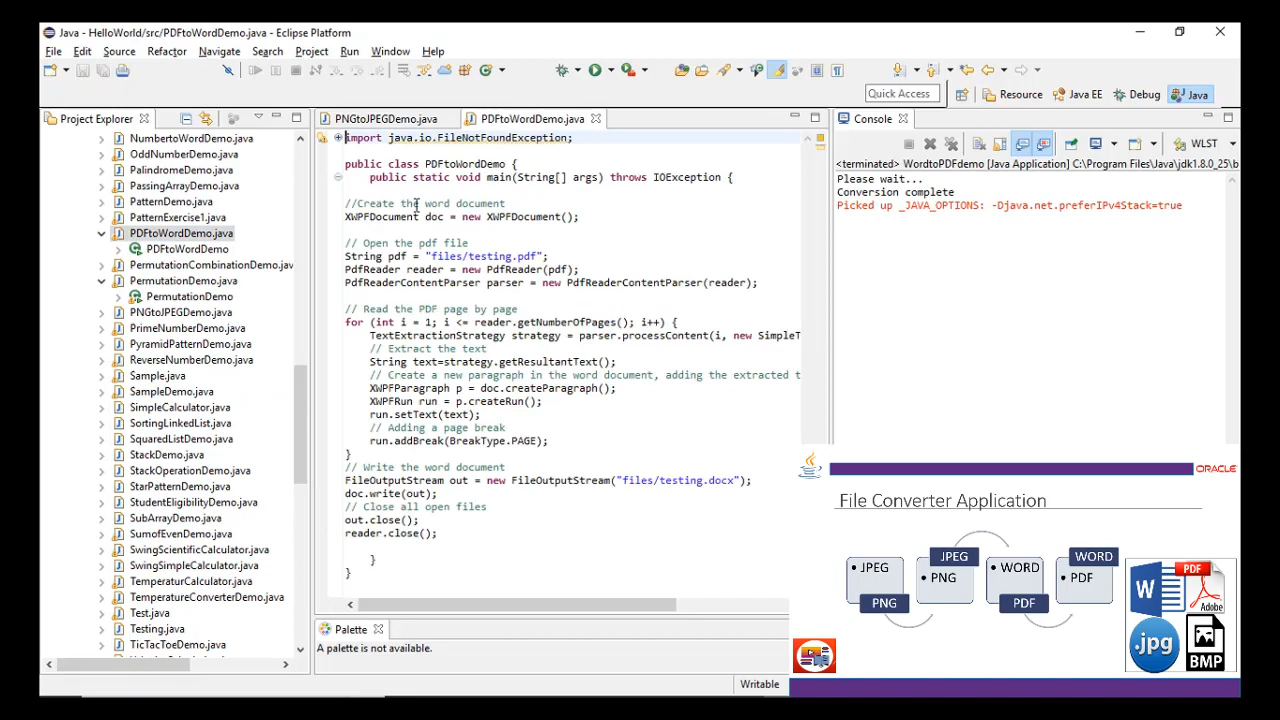 Java - HelloWorld/src/PDFtoWordDemo.java - Eclipse Platform
File Edit Source Refactor Navigate Search Project Run Window Help
Quick Access Resource Java EE Debug Java
Project Explorer
NumbertoWordDemo.java
OddNumberDemo.java
PalindromeDemo.java
PassingArrayDemo.java
PatternDemo.java
PatternExercise1.java
PDFtoWordDemo.java
PDFtoWordDemo
PermutationCombinationDemo.jav
PermutationDemo.java
PermutationDemo
PNGtoJPEGDemo.java
PrimeNumberDemo.java
PyramidPatternDemo.java
ReverseNumberDemo.java
Sample.java
SampleDemo.java
SimpleCalculator.java
SortingLinkedList.java
SquaredListDemo.java
StackDemo.java
StackOperationDemo.java
StarPatternDemo.java
StudentEligibilityDemo.java
SubArrayDemo.java
SumofEvenDemo.java
SwingScientificCalculator.java
SwingSimpleCalculator.java
TemperaturCalculator.java
TemperatureConverterDemo.java
Test.java
Testing.java
TicTacToeDemo.java
PNGtoJPEGDemo.java PDFtoWordDemo.java
import java.io.FileNotFoundException;
public class PDFtoWordDemo {
public static void main(String[] args) throws IOException {
//Create the word document
XWPFDocument doc = new XWPFDocument();
// Open the pdf file
String pdf = "files/testing.pdf";
PdfReader reader = new PdfReader(pdf);
PdfReaderContentParser parser = new PdfReaderContentParser(reader);
// Read the PDF page by page
for (int i = 1; i <= reader.getNumberOfPages(); i++) {
TextExtractionStrategy strategy = parser.processContent(i, new SimpleT
// Extract the text
String text=strategy.getResultantText();
// Create a new paragraph in the word document, adding the extracted t
XWPFParagraph p = doc.createParagraph();
XWPFRun run = p.createRun();
run.setText(text);
// Adding a page break
run.addBreak(BreakType.PAGE);
}
// Write the word document
FileOutputStream out = new FileOutputStream("files/testing.docx");
doc.write(out);
// Close all open files
out.close();
reader.close();
}
}
Palette
A palette is not available.
Writable
Console
WLST
<terminated> WordtoPDFdemo [Java Application] C:\Program Files\Java\jdk1.8.0_25\b
Please wait...
Conversion complete
Picked up _JAVA_OPTIONS: -Djava.net.preferIPv4Stack=true
Java
ORACLE
File Converter Application
• JPEG
PNG
JPEG
• PNG
• WORD
PDF
WORD
• PDF
W
PDF
Adobe
.jpg
BMP